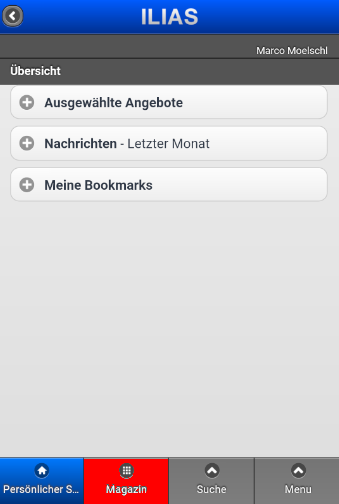 ILIAS
Marco Moelschl
Übersicht
Ausgewählte Angebote
Nachrichten - Letzter Monat
Meine Bookmarks
Persönlicher S...
Magazin
Suche
Menu